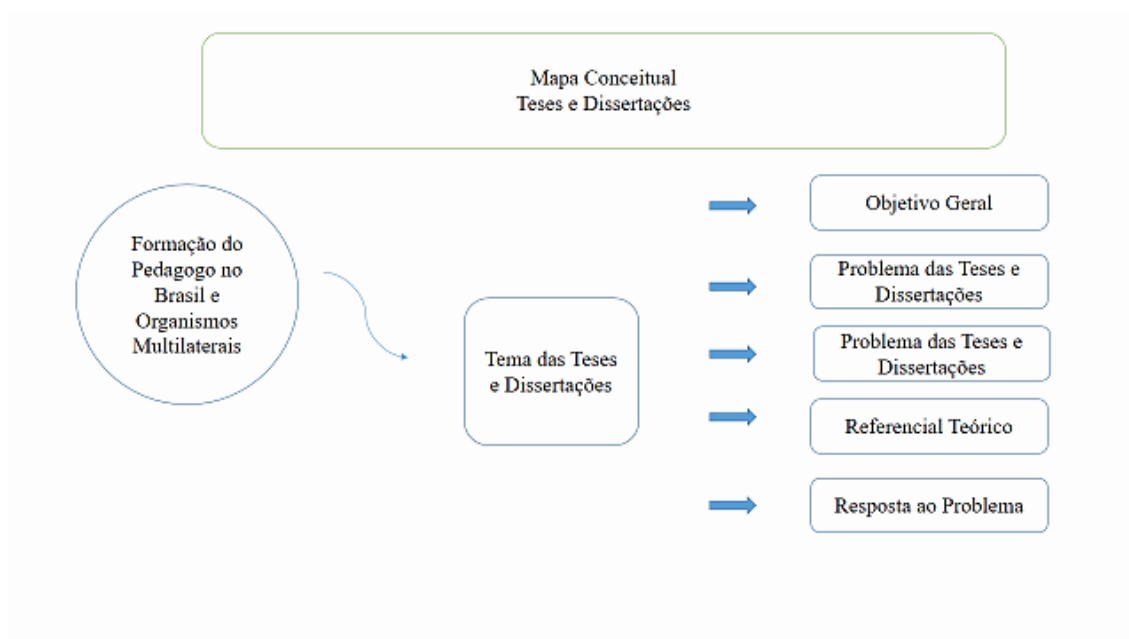 Mapa Conceitual
Teses e Dissertações
Formação do
Pedagogo no
Brasil e
Organismos
Multilaterais
Tema das Teses
e Dissertações
Objetivo Geral
Problema das Teses e
Dissertações
Problema das Teses e
Dissertações
Referencial Teórico
Resposta ao Problema